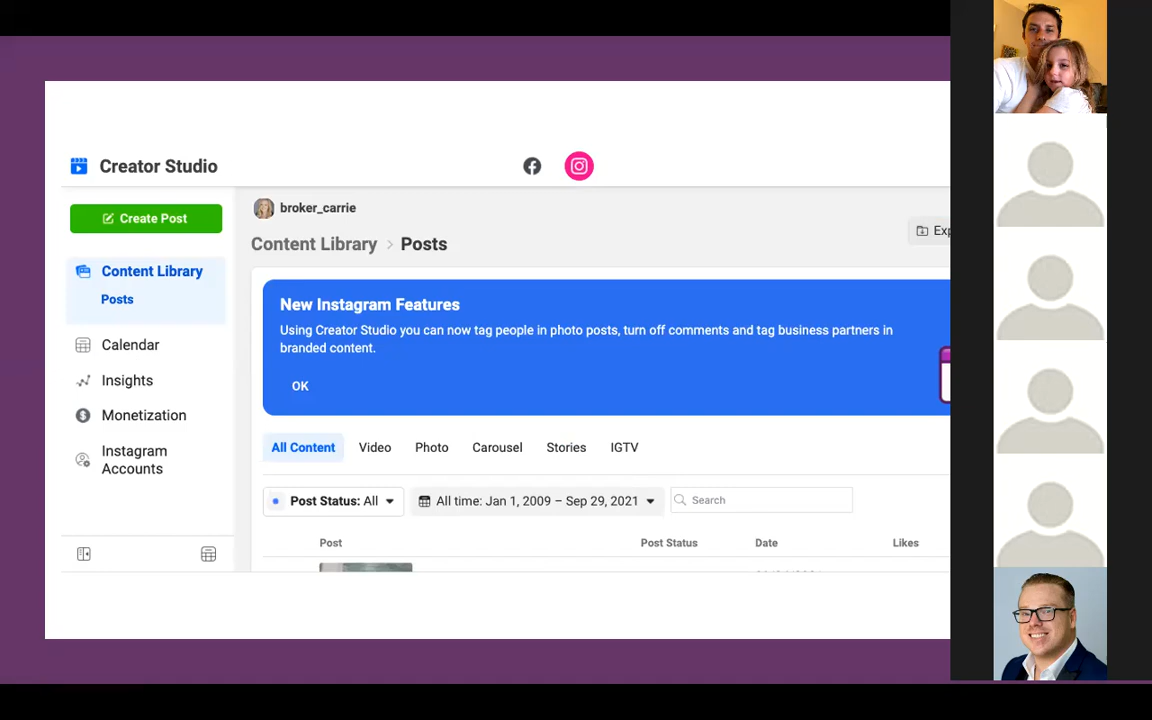 Creator Studio
Create Post
broker_carrie
Content Library > Posts
Exp
Content Library
Posts
Calendar
Insights
Monetization
Instagram
Accounts
New Instagram Features
Using Creator Studio you can now tag people in photo posts, turn off comments and tag business partners in
branded content.
OK
All Content Video Photo Carousel Stories IGTV
Post Status: All All time: Jan 1, 2009 – Sep 29, 2021 Search
Post Post Status Date Likes